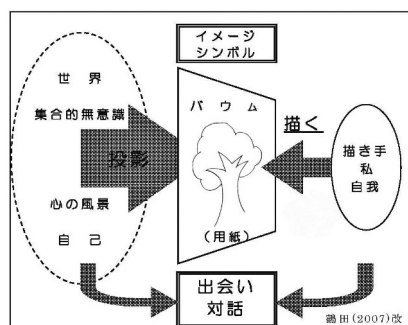 イメージ
シンボル
世 界
集合的無意識
投影
心の風景
自 己
バ ウ ム
(用紙)
描く
描き手
私
自我
出会い
対話
鶴田(2007)改